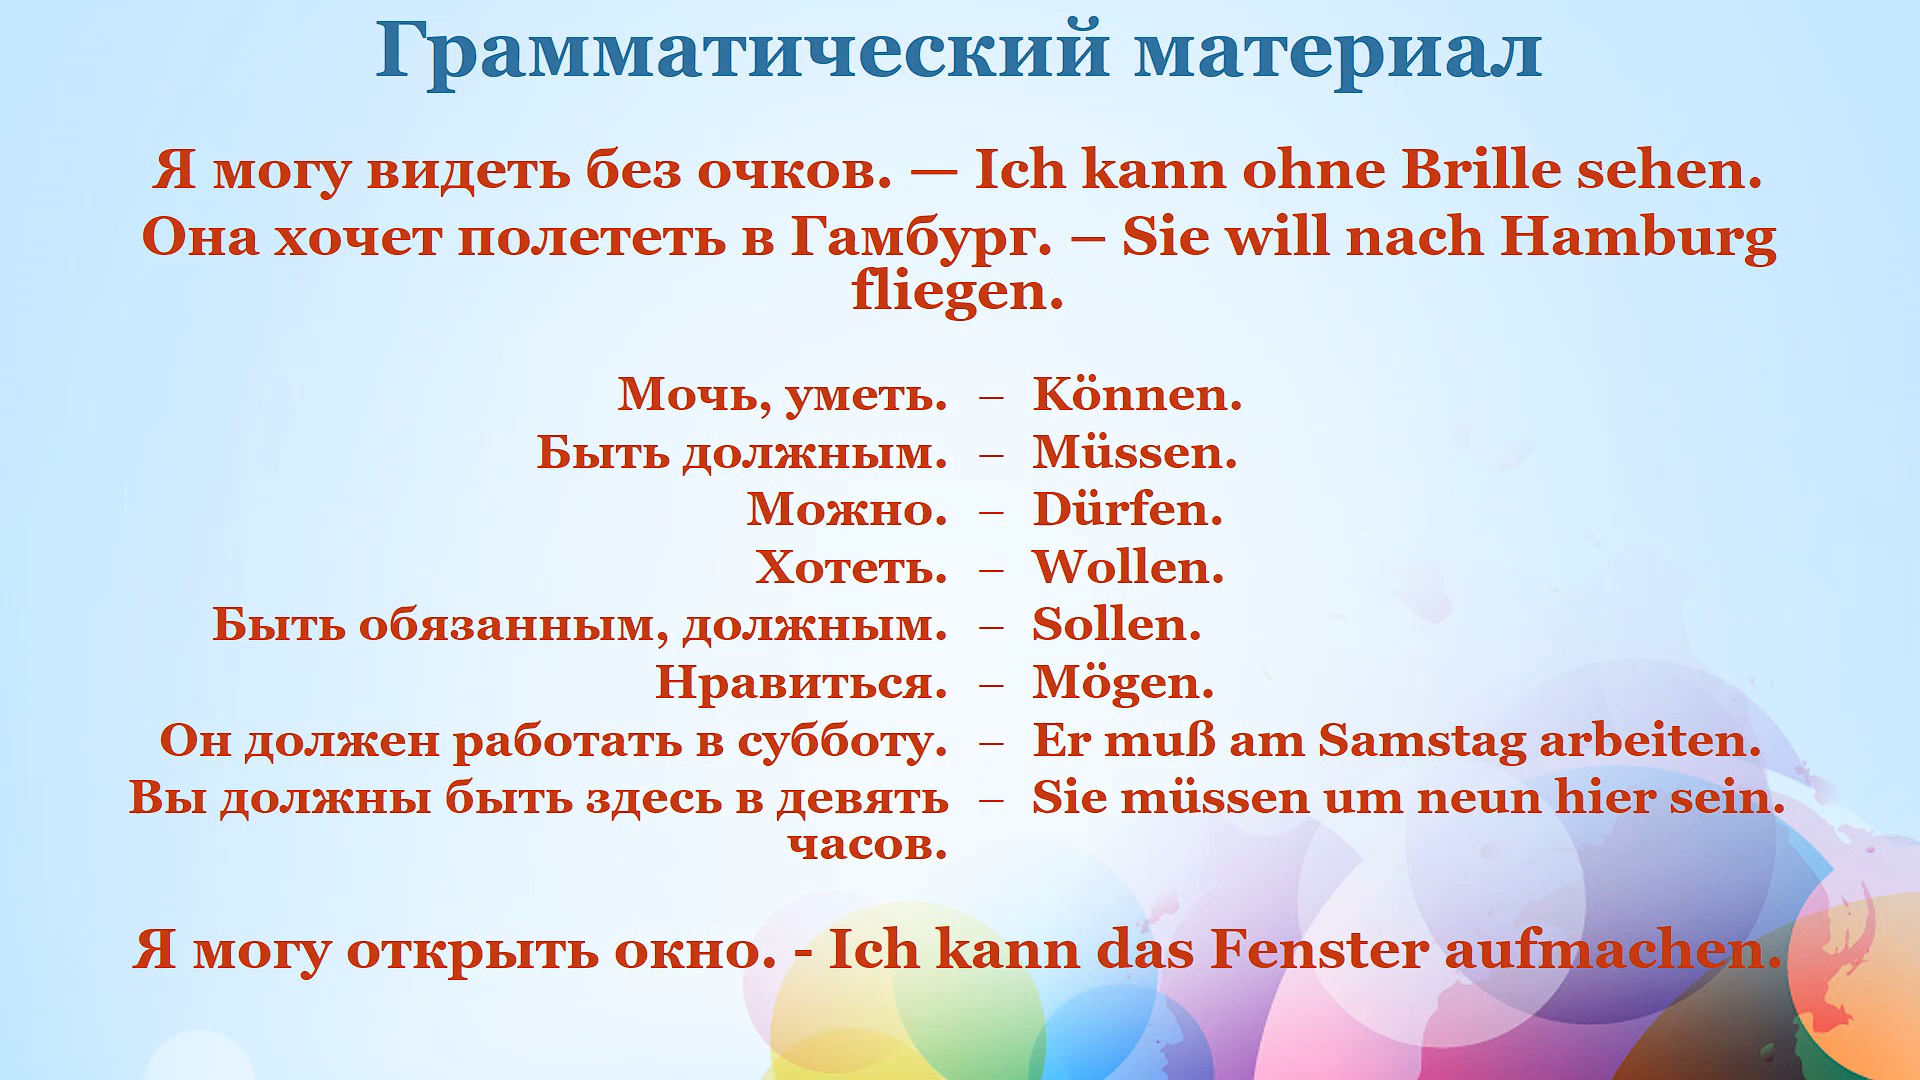 Грамматический материал
Я могу видеть без очков. — Ich kann ohne Brille sehen.
Она хочет полететь в Гамбург. – Sie will nach Hamburg
fliegen.
Мочь, уметь. – Können.
Быть должным. – Müssen.
Можно. – Dürfen.
Хотеть. – Wollen.
Быть обязанным, должным. – Sollen.
Нравиться. – Mögen.
Он должен работать в субботу. – Er muß am Samstag arbeiten.
Вы должны быть здесь в девять – Sie müssen um neun hier sein.
часов.
Я могу открыть окно. - Ich kann das Fenster aufmachen.